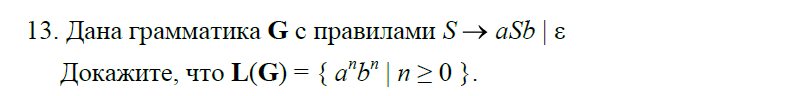 13. Дана грамматика G с правилами S → aSb | ε
Докажите, что L(G) = { aⁿbⁿ | n ≥ 0 }.